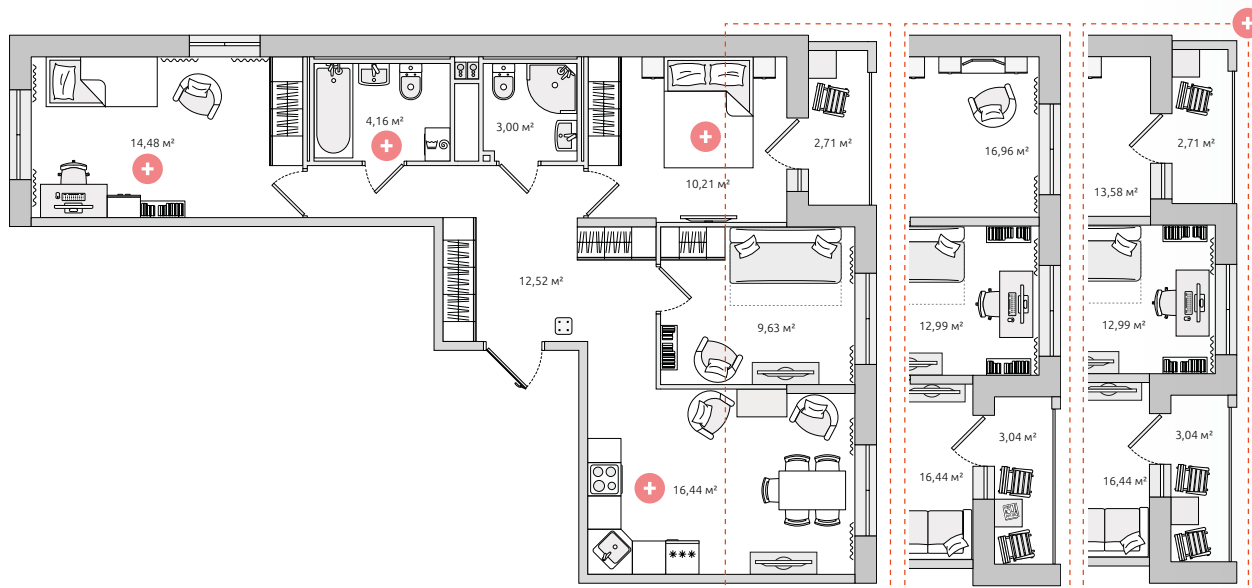 14,48 м²
4,16 м²
3,00 м²
10,21 м²
2,71 м²
12,52 м²
9,63 м²
16,44 м²
16,96 м²
12,99 м²
3,04 м²
16,44 м²
2,71 м²
13,58 м²
12,99 м²
3,04 м²
16,44 м²